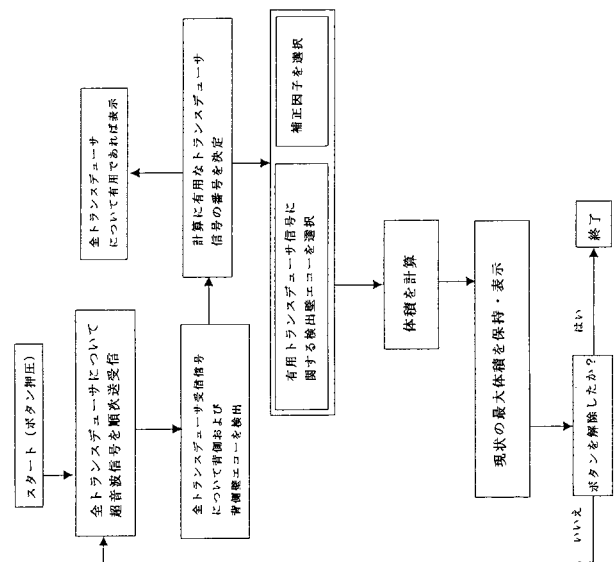 スタート (ボタン押圧)
全トランスデューサについて
超音波信号を順次送受信
全トランスデューサ受信信号
について背側および
背側壁エコーを検出
全トランスデューサ
について有用であれば表示
計算に有用なトランスデューサ
信号の番号を決定
有用トランスデューサ信号に
関する検出壁エコーを選択
補正因子を選択
体積を計算
現状の最大体積を保持・表示
ボタンを解除したか?
いいえ
はい
終了